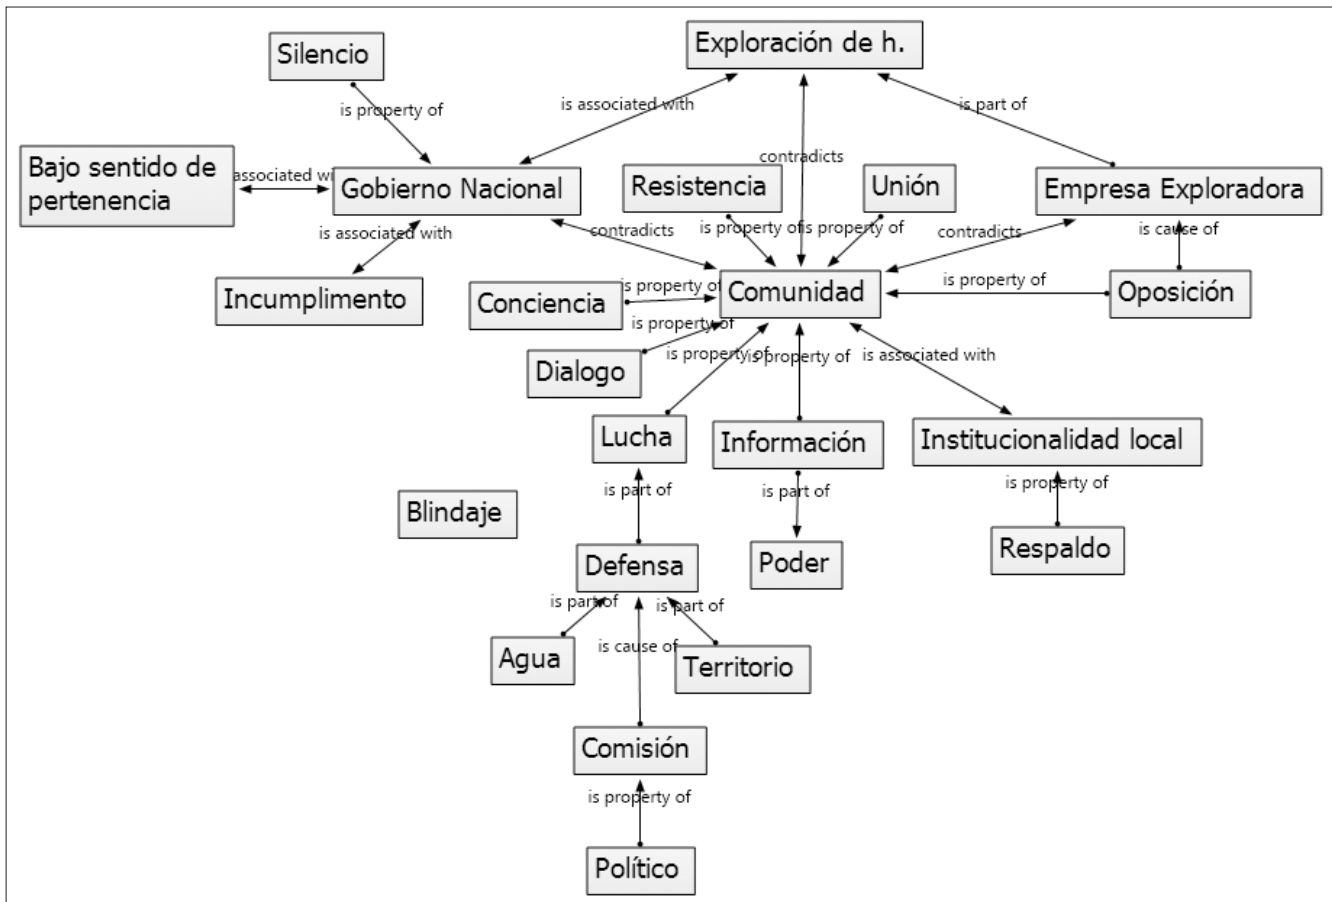 Exploración de h.
Silencio
is associated with
is part of
is property of
contradicts
Bajo sentido de
pertenencia
associated wi
Gobierno Nacional
Resistencia
Unión
Empresa Exploradora
is associated with
contradicts
is property of
is property of
contradicts
is cause of
Incumplimento
is property of
Conciencia
Comunidad
is property of
Oposición
is property of
Dialogo
is property of
is property of
is associated with
Lucha
Información
Institucionalidad local
is part of
is part of
is property of
Blindaje
Defensa
Poder
Respaldo
is part of
is part of
is cause of
Agua
Territorio
Comisión
is property of
Político